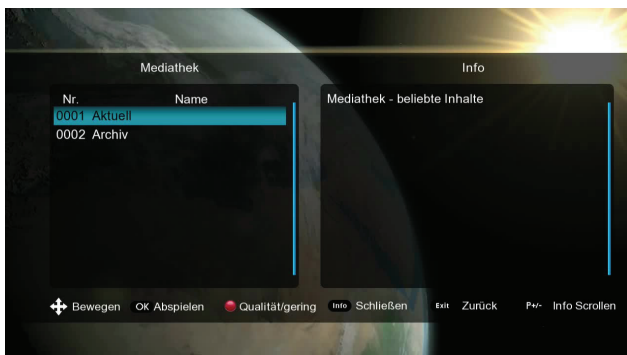 Mediathek
Info
Nr. Name
0001 Aktuell
0002 Archiv
Mediathek - beliebte Inhalte
Bewegen OK Abspielen Qualität/gering Info Schließen Exit Zurück P+/- Info Scrollen